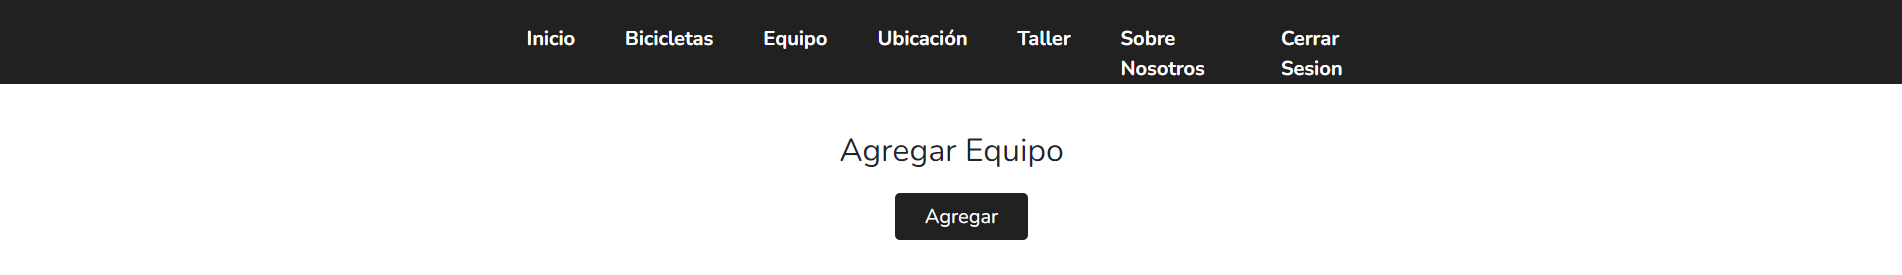 Inicio Bicicletas Equipo Ubicación Taller Sobre Nosotros Cerrar Sesion
Agregar Equipo
Agregar